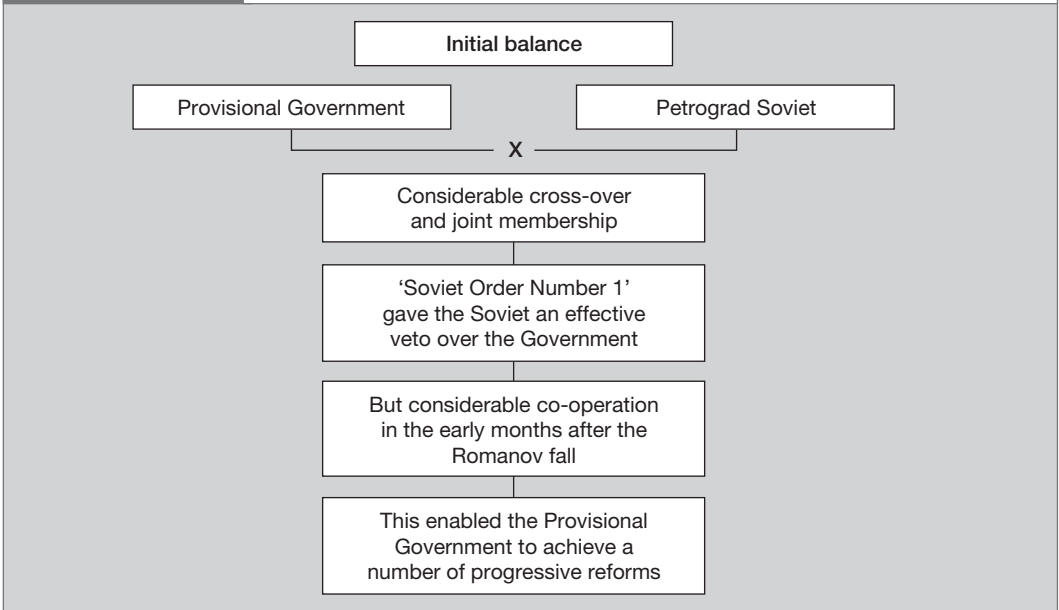 Initial balance
Provisional Government
Petrograd Soviet
X
Considerable cross-over
and joint membership
‘Soviet Order Number 1’
gave the Soviet an effective
veto over the Government
But considerable co-operation
in the early months after the
Romanov fall
This enabled the Provisional
Government to achieve a
number of progressive reforms